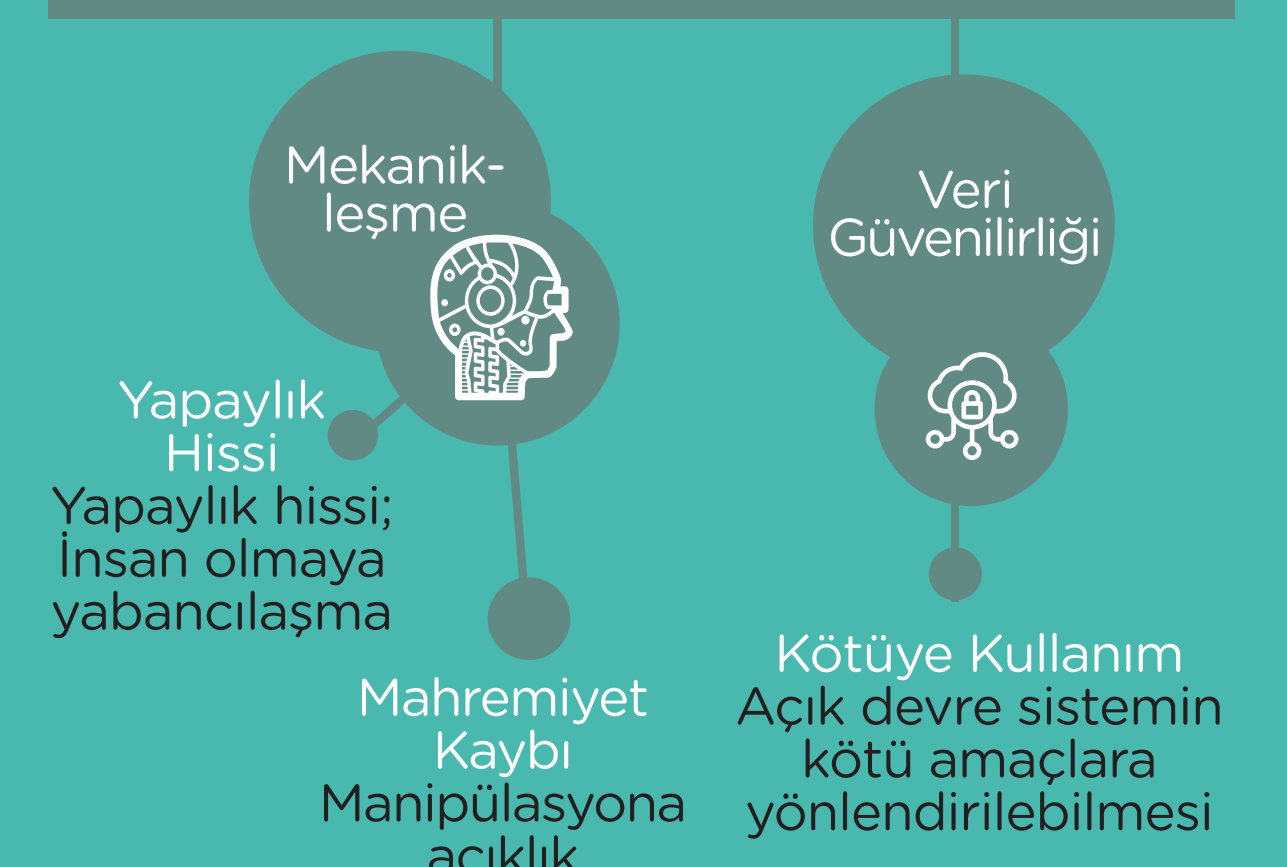 Mekanik-
leşme
Yapaylık
Hissi
Yapaylık hissi;
İnsan olmaya
yabancılaşma
Mahremiyet
Kaybı
Manipülasyona
açıklık
Veri
Güvenilirliği
Kötüye Kullanım
Açık devre sistemin
kötü amaçlara
yönlendirilebilmesi